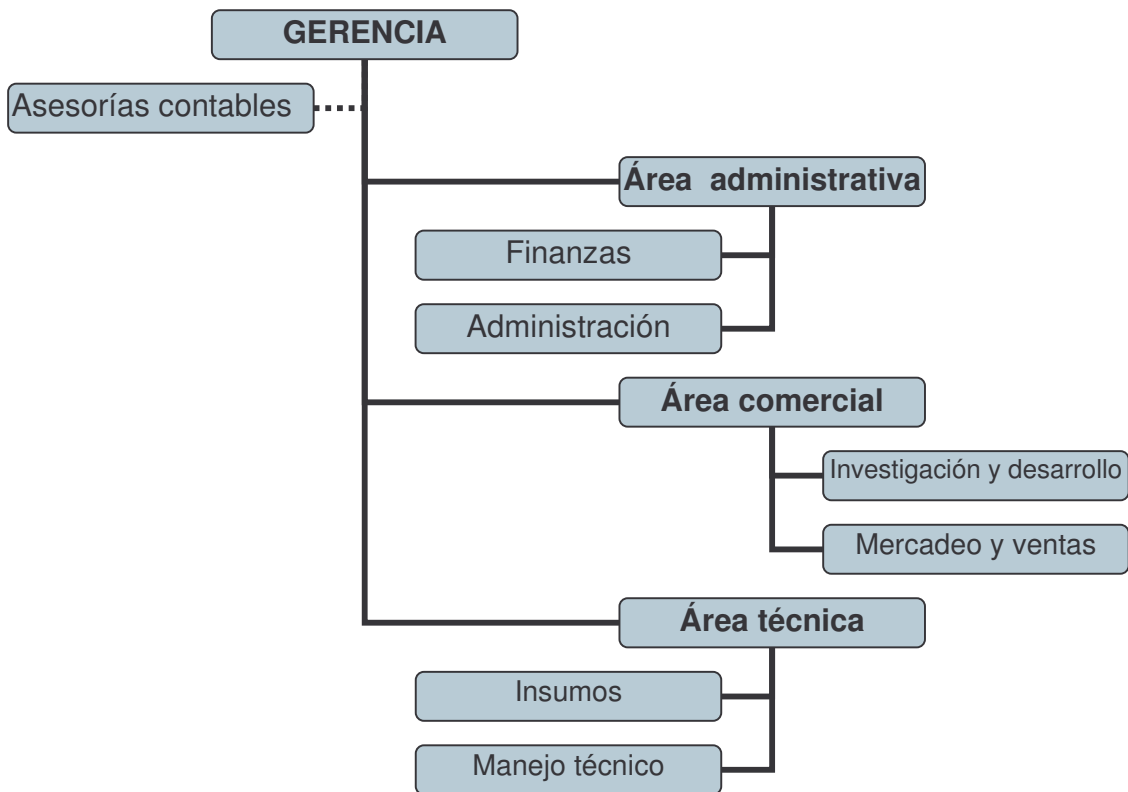 GERENCIA
Asesorías contables
Área administrativa
Finanzas
Administración
Área comercial
Investigación y desarrollo
Mercadeo y ventas
Área técnica
Insumos
Manejo técnico